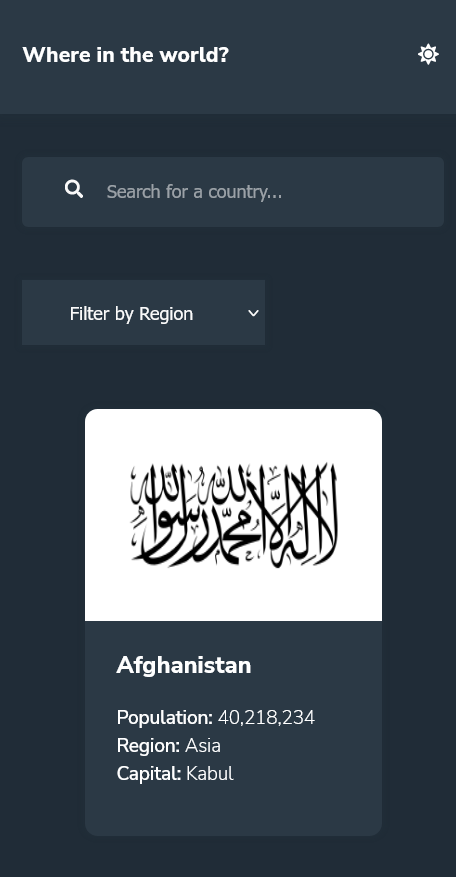 Where in the world?
Search for a country...
Filter by Region
لا إله إلا الله محمد رسول الله
Afghanistan
Population: 40,218,234
Region: Asia
Capital: Kabul